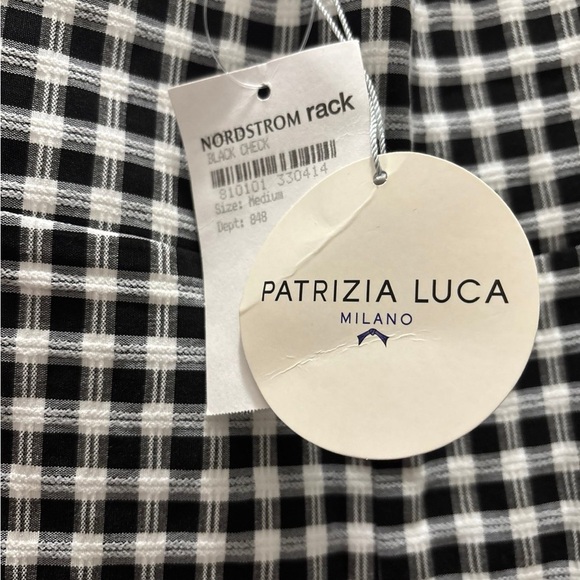 NORDSTROM rack
BLACK CHECK
810101 330414
Size: Medium
Dept: 848
PATRIZIA LUCA
MILANO